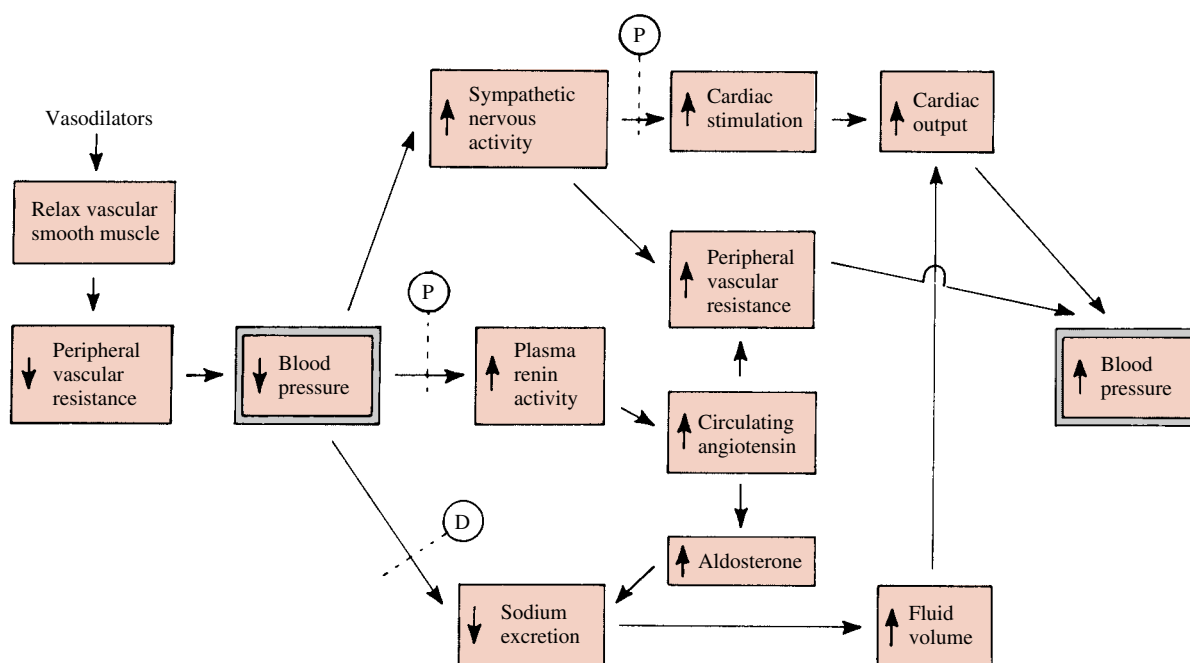 P
Sympathetic
nervous
activity
Cardiac
stimulation
Cardiac
output
Vasodilators
Relax vascular
smooth muscle
Peripheral
vascular
resistance
P
Peripheral
vascular
resistance
Blood
pressure
Plasma
renin
activity
Blood
pressure
Circulating
angiotensin
D
Aldosterone
Sodium
excretion
Fluid
volume